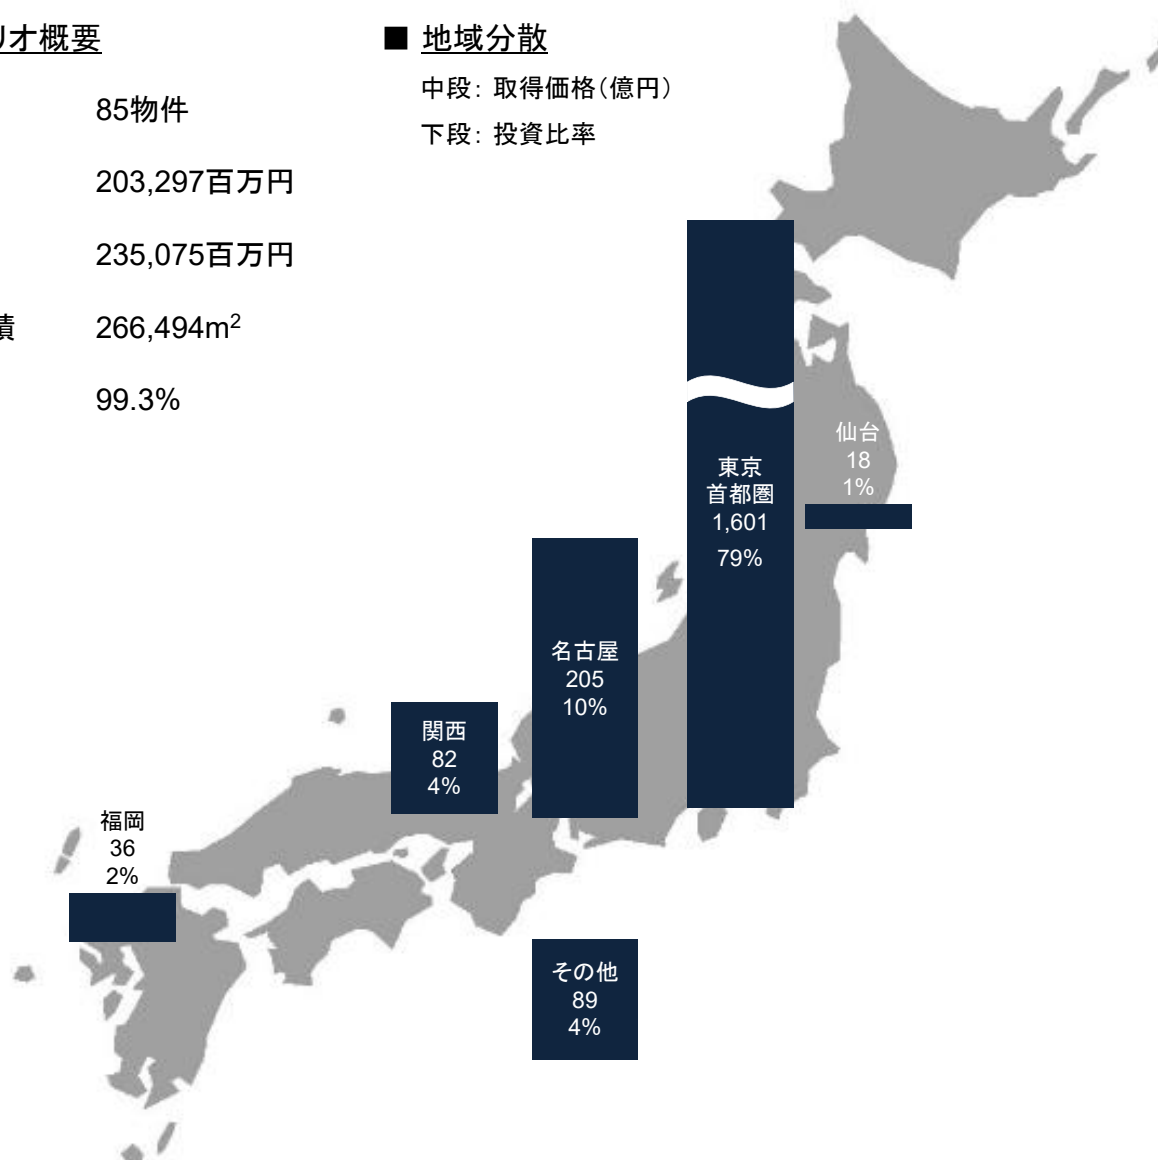 リオ概要
85物件
203,297百万円
235,075百万円
積 266,494m²
99.3%
■ 地域分散
中段: 取得価格(億円)
下段: 投資比率
仙台
18
1%
東京
首都圏
1,601
79%
名古屋
205
10%
関西
82
4%
福岡
36
2%
その他
89
4%